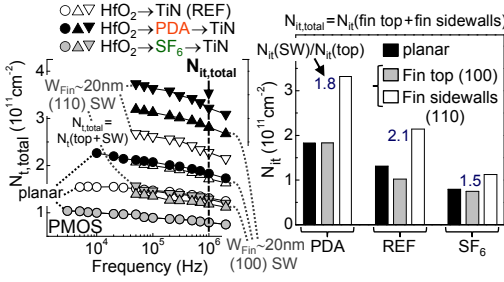 ○△▽HfO₂→TiN (REF)
●▲▼HfO₂→PDA→TiN
HfO₂→SF₆→TiN
N_it,total
W_Fin~20nm
(110) SW
N_t,total=
N_t(top+SW)
planar
PMOS
W_Fin~20nm
(100) SW
N_t,total (10¹¹cm⁻²)
4
3
2
1
10⁴ 10⁵ 10⁶
Frequency (Hz)
N_it,total=N_it(fin top+fin sidewalls)
N_it(SW)/N_it(top)
planar
Fin top (100)
Fin sidewalls
(110)
1.8
2.1
1.5
N_it (10¹¹cm⁻²)
3
2
1
0
PDA REF SF₆